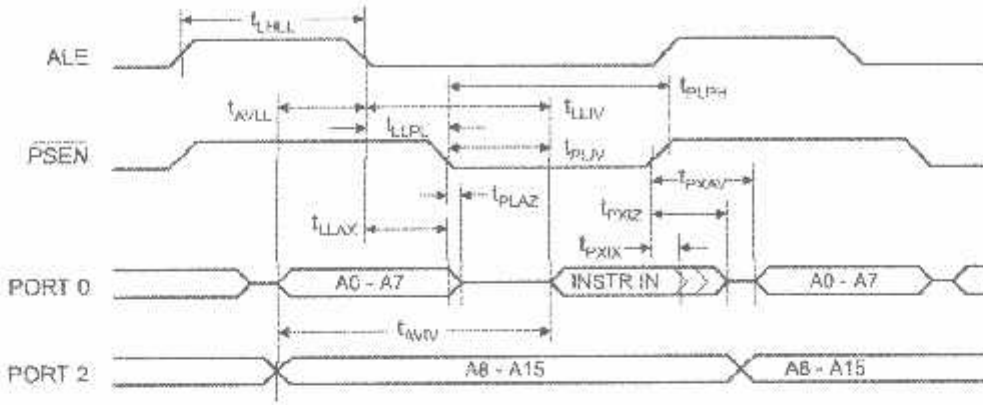 tLHLL
ALE
tAVLL
tLLIV
tPLPH
tLLPL
PSEN
tPLIV
tPXAV
tPLAZ
tPXIZ
tLLAX
tPXIX
PORT 0
A0 - A7
INSTR IN
A0 - A7
tAVIV
PORT 2
A8 - A15
A8 - A15